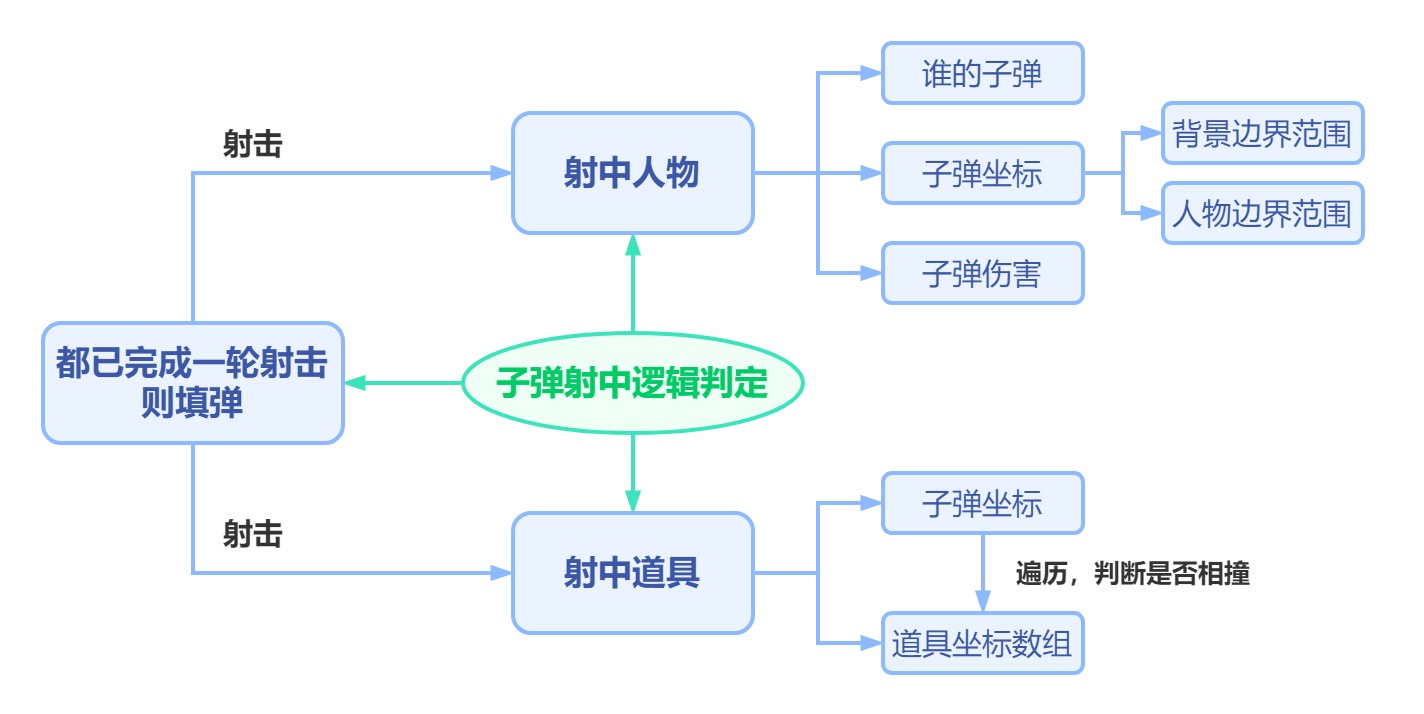 谁的子弹
射击
背景边界范围
射中人物
子弹坐标
人物边界范围
子弹伤害
都已完成一轮射击
则填弹
子弹射中逻辑判定
子弹坐标
射击
射中道具
遍历，判断是否相撞
道具坐标数组